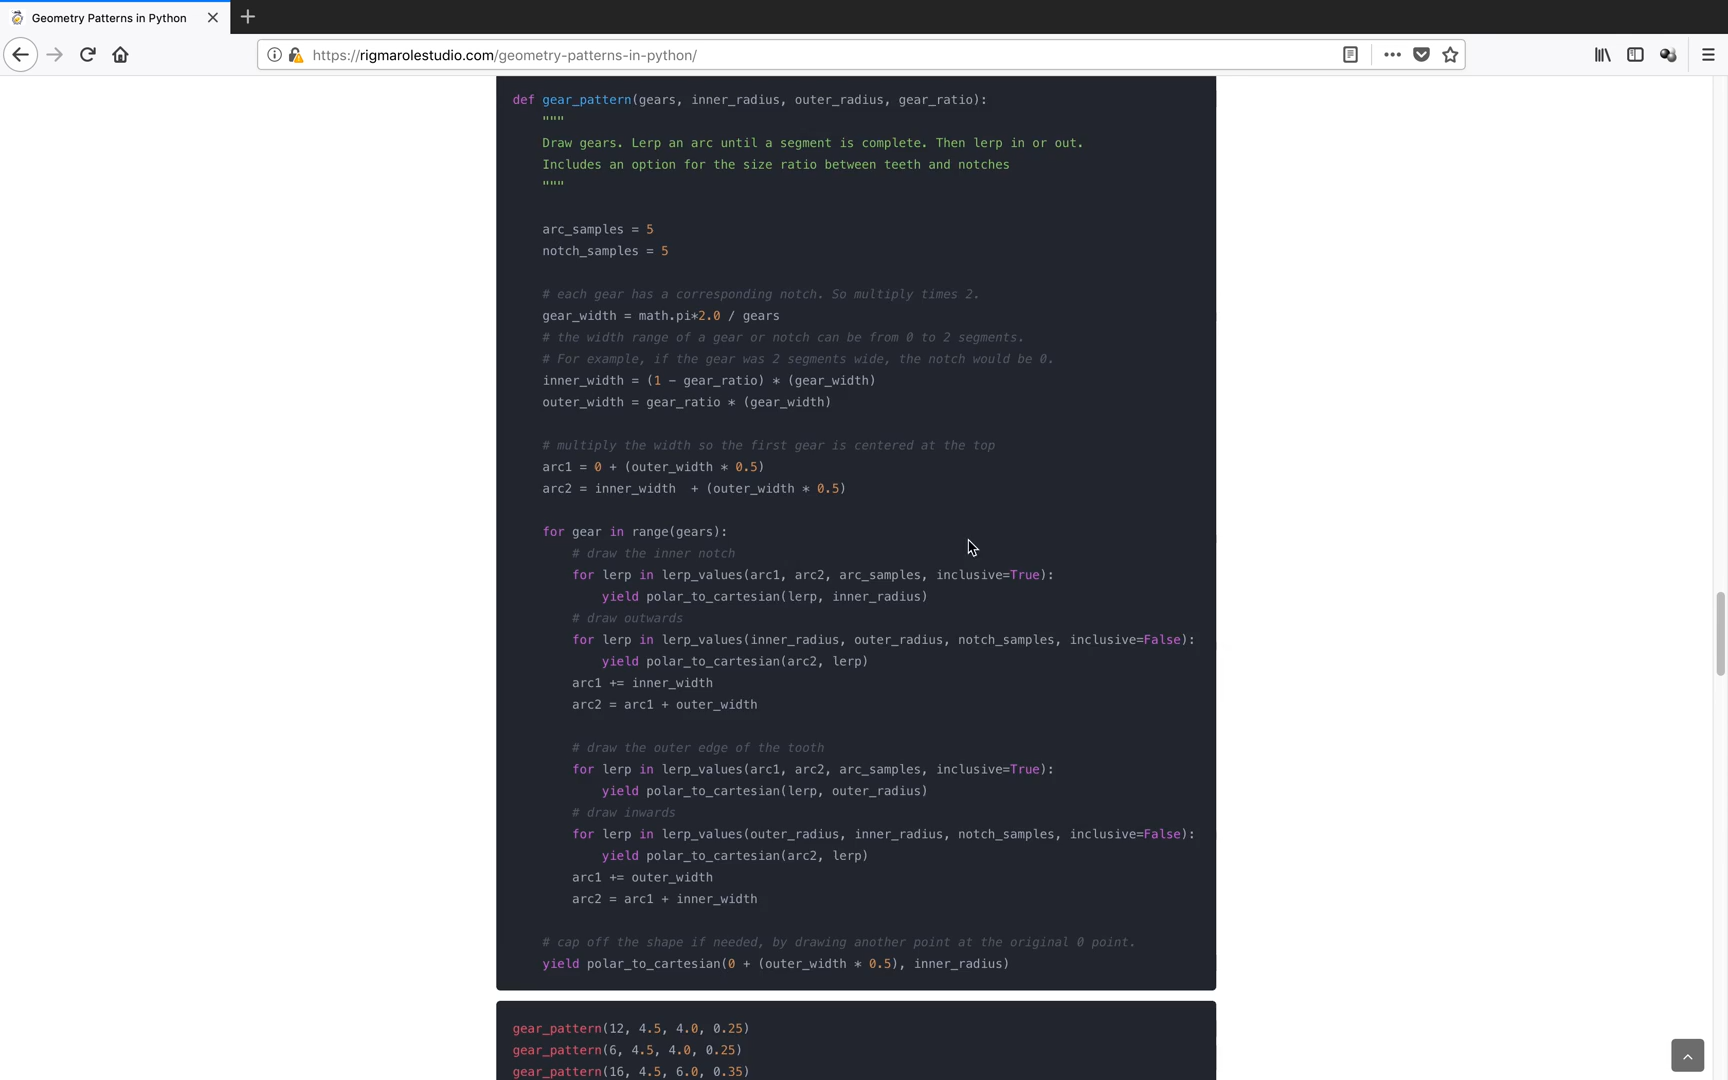 Geometry Patterns in Python
https://rigmarolestudio.com/geometry-patterns-in-python/
def gear_pattern(gears, inner_radius, outer_radius, gear_ratio):
"""
Draw gears. Lerp an arc until a segment is complete. Then lerp in or out.
Includes an option for the size ratio between teeth and notches
"""
arc_samples = 5
notch_samples = 5
# each gear has a corresponding notch. So multiply times 2.
gear_width = math.pi*2.0 / gears
# the width range of a gear or notch can be from 0 to 2 segments.
# For example, if the gear was 2 segments wide, the notch would be 0.
inner_width = (1 - gear_ratio) * (gear_width)
outer_width = gear_ratio * (gear_width)
# multiply the width so the first gear is centered at the top
arc1 = 0 + (outer_width * 0.5)
arc2 = inner_width  + (outer_width * 0.5)
for gear in range(gears):
# draw the inner notch
for lerp in lerp_values(arc1, arc2, arc_samples, inclusive=True):
yield polar_to_cartesian(lerp, inner_radius)
# draw outwards
for lerp in lerp_values(inner_radius, outer_radius, notch_samples, inclusive=False):
yield polar_to_cartesian(arc2, lerp)
arc1 += inner_width
arc2 = arc1 + outer_width
# draw the outer edge of the tooth
for lerp in lerp_values(arc1, arc2, arc_samples, inclusive=True):
yield polar_to_cartesian(lerp, outer_radius)
# draw inwards
for lerp in lerp_values(outer_radius, inner_radius, notch_samples, inclusive=False):
yield polar_to_cartesian(arc2, lerp)
arc1 += outer_width
arc2 = arc1 + inner_width
# cap off the shape if needed, by drawing another point at the original 0 point.
yield polar_to_cartesian(0 + (outer_width * 0.5), inner_radius)
gear_pattern(12, 4.5, 4.0, 0.25)
gear_pattern(6, 4.5, 4.0, 0.25)
gear_pattern(16, 4.5, 6.0, 0.35)